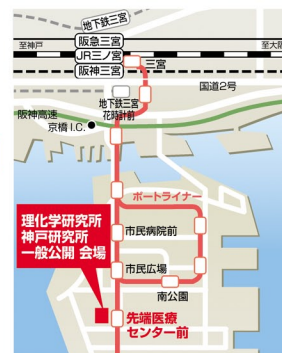 地下鉄三宮
阪急三宮
至神戸
JR三ノ宮
至大阪
阪神三宮
三宮
国道2号
地下鉄三宮
花時計前
阪神高速
京橋I.C.
ポートライナー
理化学研究所
神戸研究所
一般公開 会場
市民病院前
市民広場
南公園
先端医療
センター前